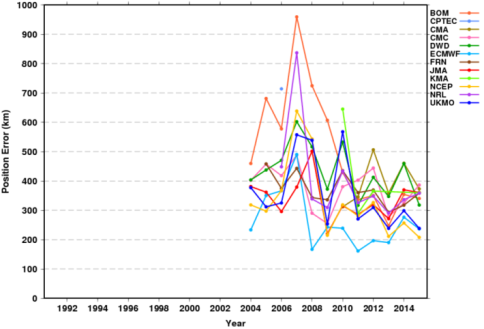 1000
900
800
700
600
500
400
300
200
100
0
Position Error (km)
1992 1994 1996 1998 2000 2002 2004 2006 2008 2010 2012 2014
Year
BOM
CPTEC
CMA
CMC
DWD
ECMWF
FRN
JMA
KMA
NCEP
NRL
UKMO